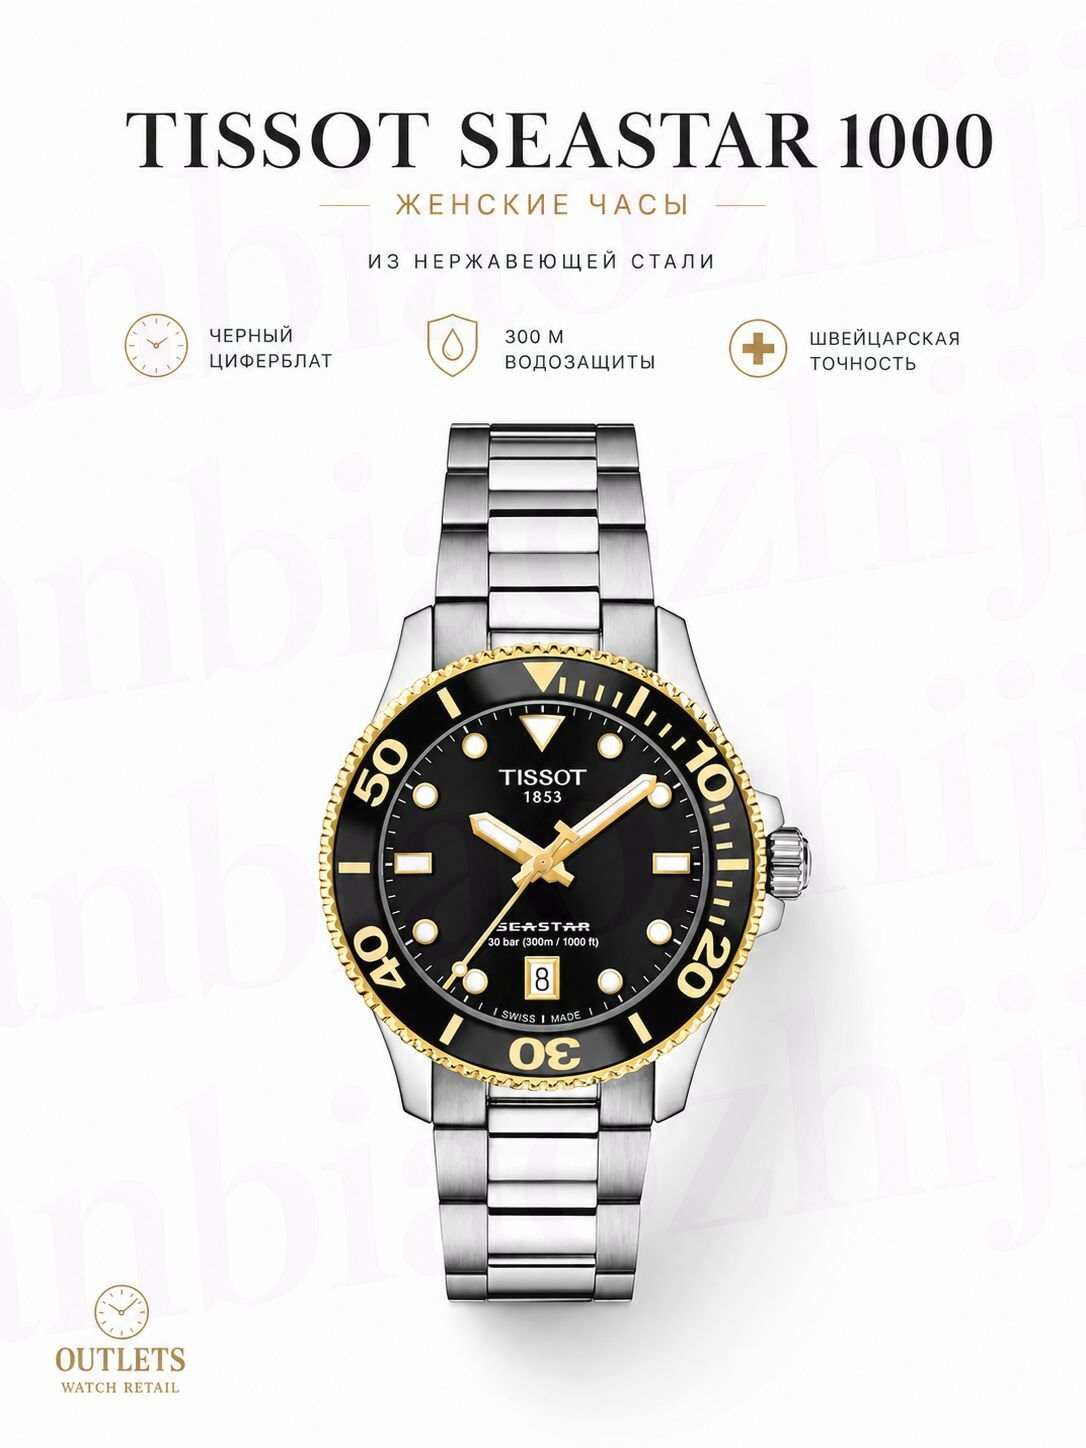 TISSOT SEASTAR 1000
ЖЕНСКИЕ ЧАСЫ
ИЗ НЕРЖАВЕЮЩЕЙ СТАЛИ
ЧЕРНЫЙ
ЦИФЕРБЛАТ
300 М
ВОДОЗАЩИТЫ
ШВЕЙЦАРСКАЯ
ТОЧНОСТЬ
10
20
30
40
50
TISSOT
1853
SEASTAR
30 bar (300m / 1000 ft)
8
SWISS MADE
OUTLETS
WATCH RETAIL